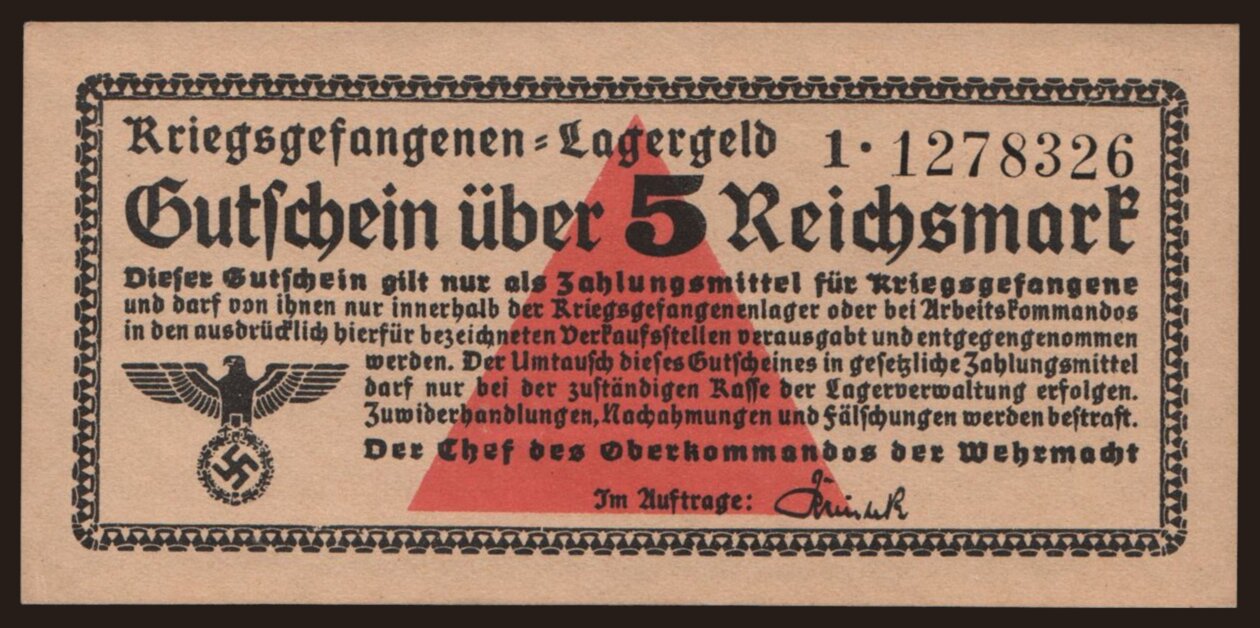 Kriegsgefangenen-Lagergeld 1· 1278326
Gutschein über 5 Reichsmark
Dieser Gutschein gilt nur als Zahlungsmittel für Kriegsgefangene
und darf von ihnen nur innerhalb der Kriegsgefangenenlager oder bei Arbeitskommandos
in den ausdrücklich hierfür bezeichneten Verkaufsstellen verausgabt und entgegengenommen
werden. Der Umtausch dieses Gutscheines in gesetzliche Zahlungsmittel
darf nur bei der zuständigen Kasse der Lagerverwaltung erfolgen.
Zuwiderhandlungen, Nachahmungen und Fälschungen werden bestraft.
Der Chef des Oberkommandos der Wehrmacht
Im Auftrage: